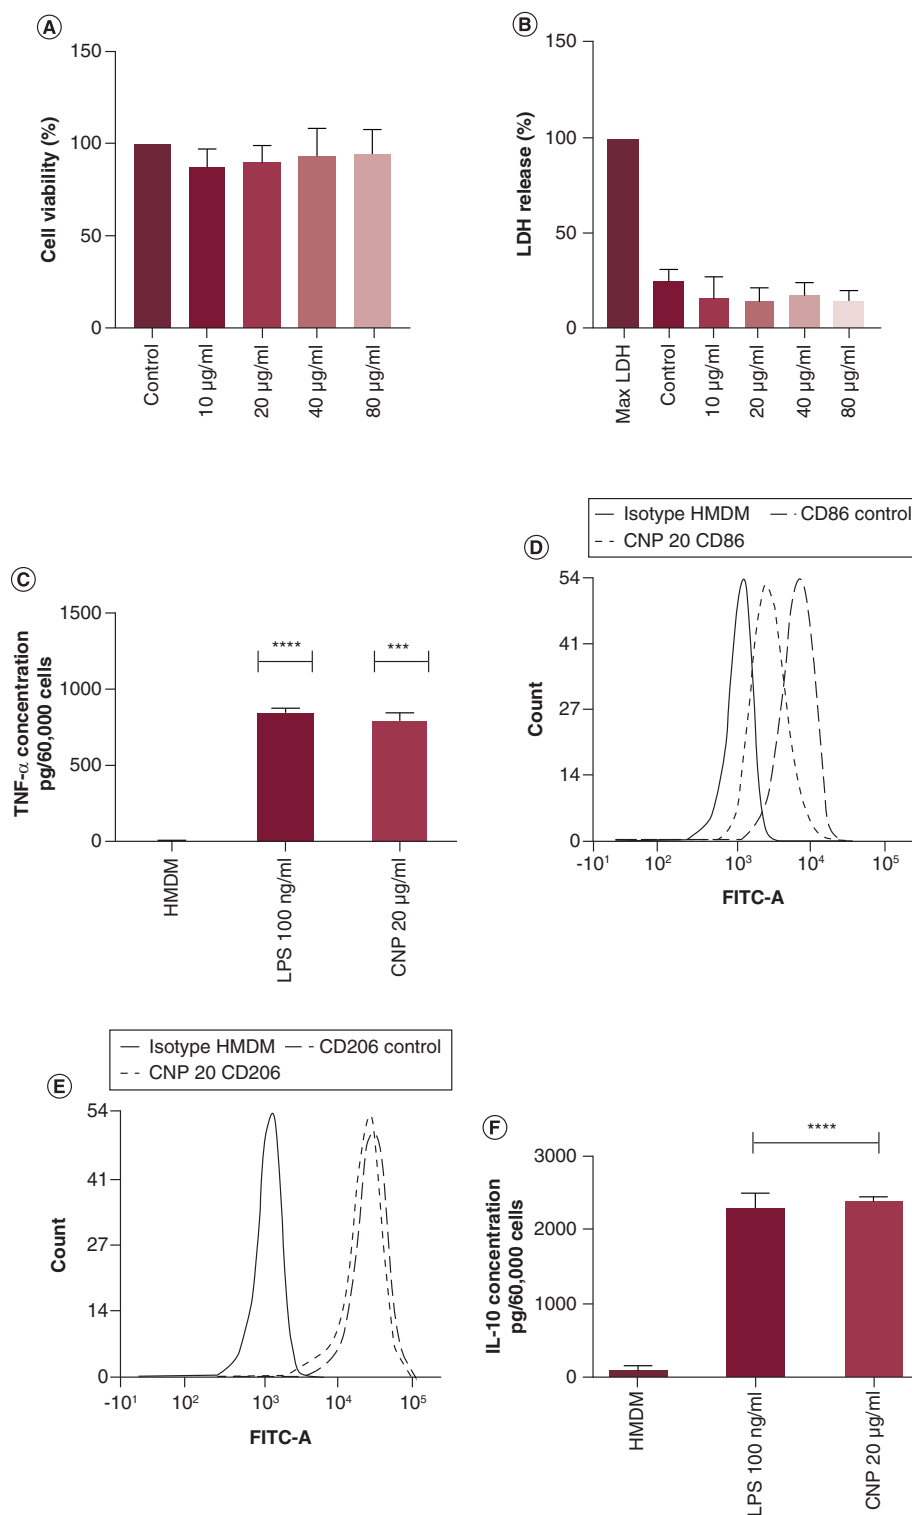 A
150
100
50
0
Cell viability (%)
Control
10 µg/ml
20 µg/ml
40 µg/ml
80 µg/ml
B
150
100
50
0
LDH release (%)
Max LDH
Control
10 µg/ml
20 µg/ml
40 µg/ml
80 µg/ml
C
1500
1000
500
0
TNF-α concentration
pg/60,000 cells
****
***
HMDM
LPS 100 ng/ml
CNP 20 µg/ml
D
Isotype HMDM
CD86 control
CNP 20 CD86
54
41
27
14
0
Count
-10¹
10²
10³
10⁴
10⁵
FITC-A
E
Isotype HMDM
CD206 control
CNP 20 CD206
54
41
27
14
0
Count
-10¹
10²
10³
10⁴
10⁵
FITC-A
F
3000
2000
1000
0
IL-10 concentration
pg/60,000 cells
****
HMDM
LPS 100 ng/ml
CNP 20 µg/ml